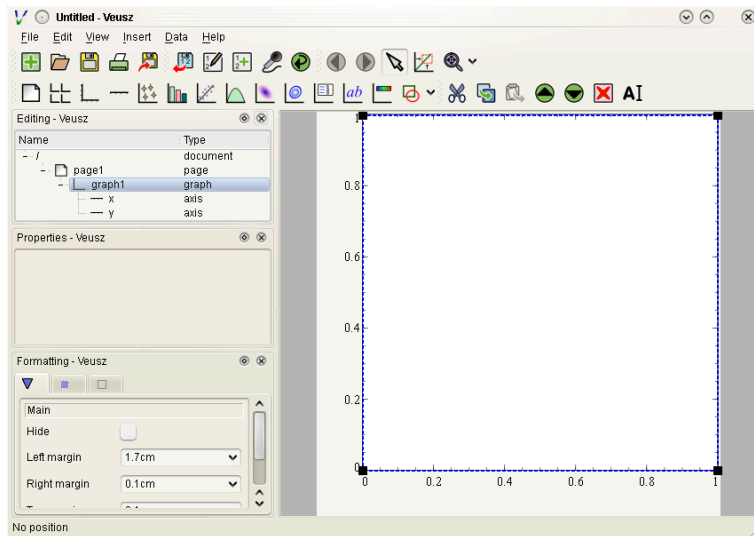 Untitled - Veusz
File Edit View Insert Data Help
ab
AI
Editing - Veusz
Name Type
/ document
page1 page
graph1 graph
x axis
y axis
Properties - Veusz
Formatting - Veusz
Main
Hide
Left margin 1.7cm
Right margin 0.1cm
No position
1
0.8
0.6
0.4
0.2
0
0 0.2 0.4 0.6 0.8 1